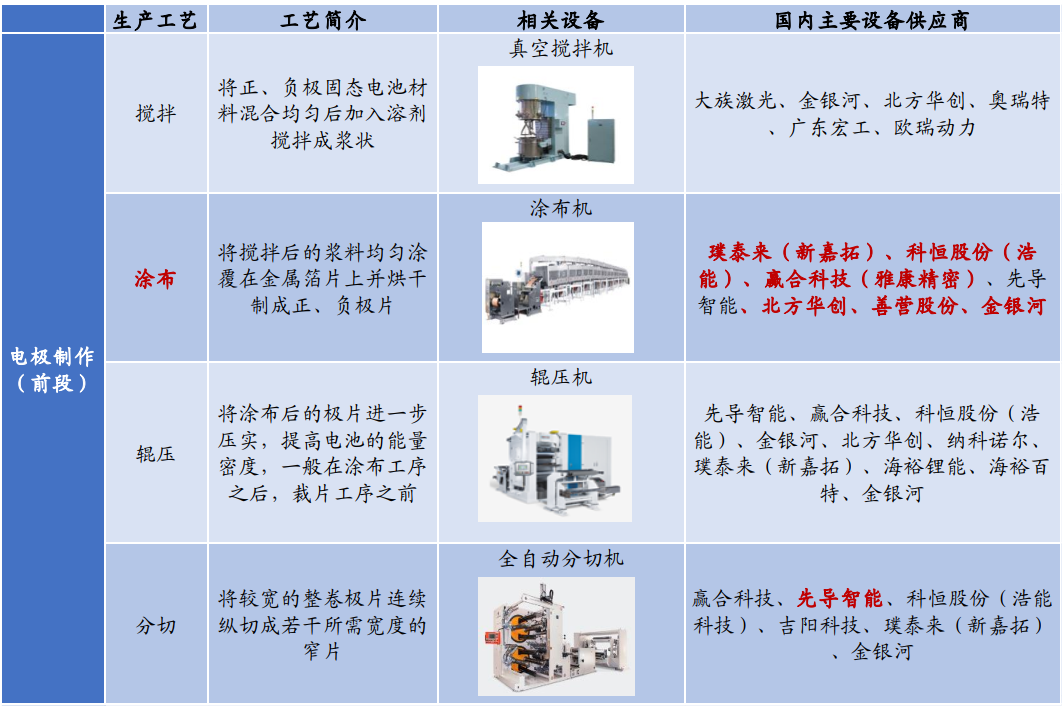 生产工艺
工艺简介
相关设备
国内主要设备供应商
电极制作
（前段）
搅拌
将正、负极固态电池材
料混合均匀后加入溶剂
搅拌成浆状
真空搅拌机
大族激光、金银河、北方华创、奥瑞特
、广东宏工、欧瑞动力
涂布
将搅拌后的浆料均匀涂
覆在金属箔片上并烘干
制成正、负极片
涂布机
璞泰来（新嘉拓）、科恒股份（浩
能）、赢合科技（雅康精密）、先导
智能、北方华创、善营股份、金银河
辊压
将涂布后的极片进一步
压实，提高电池的能量
密度，一般在涂布工序
之后，裁片工序之前
辊压机
先导智能、赢合科技、科恒股份（浩
能）、金银河、北方华创、纳科诺尔、
璞泰来（新嘉拓）、海裕锂能、海裕百
特、金银河
分切
将较宽的整卷极片连续
纵切成若干所需宽度的
窄片
全自动分切机
赢合科技、先导智能、科恒股份（浩能
科技）、吉阳科技、璞泰来（新嘉拓）
、金银河